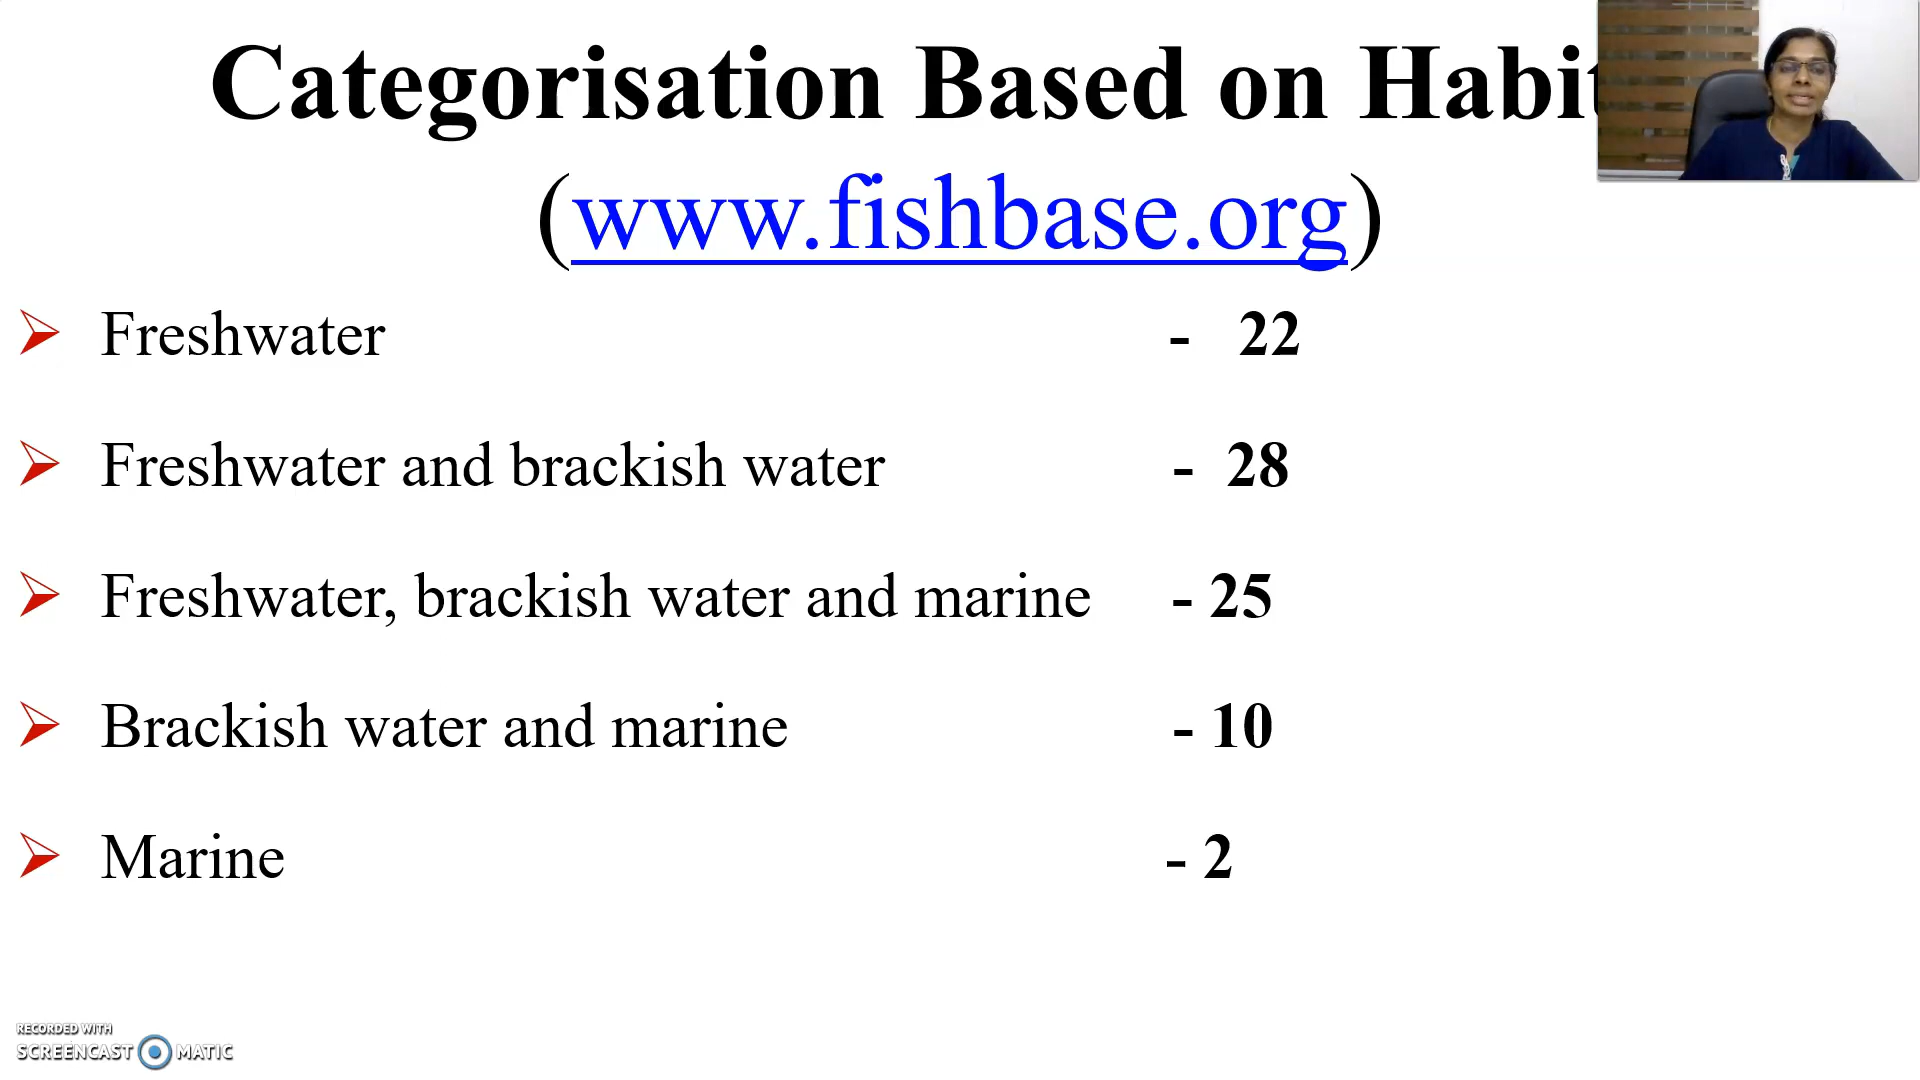 Categorisation Based on Habit
(www.fishbase.org)
Freshwater - 22
Freshwater and brackish water - 28
Freshwater, brackish water and marine - 25
Brackish water and marine - 10
Marine - 2
RECORDED WITH
SCREENCAST MATIC